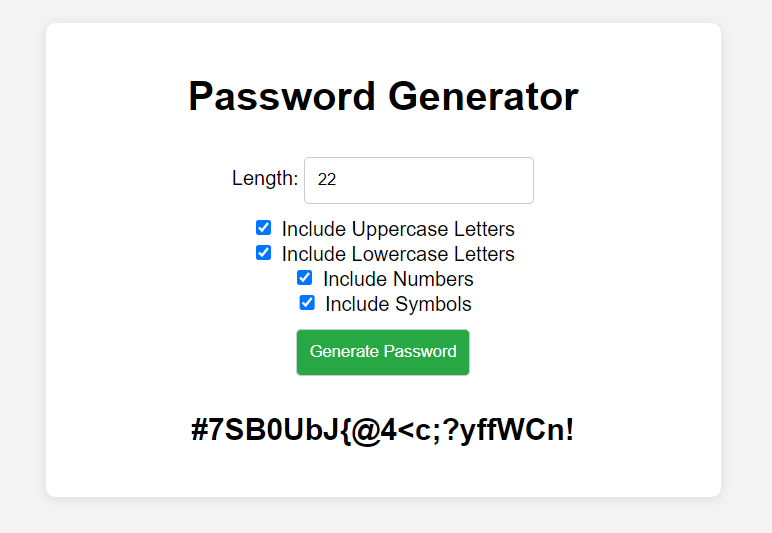 Password Generator
Length: 22
Include Uppercase Letters
Include Lowercase Letters
Include Numbers
Include Symbols
Generate Password
#7SB0UbJ{@4<c;?yffWCn!